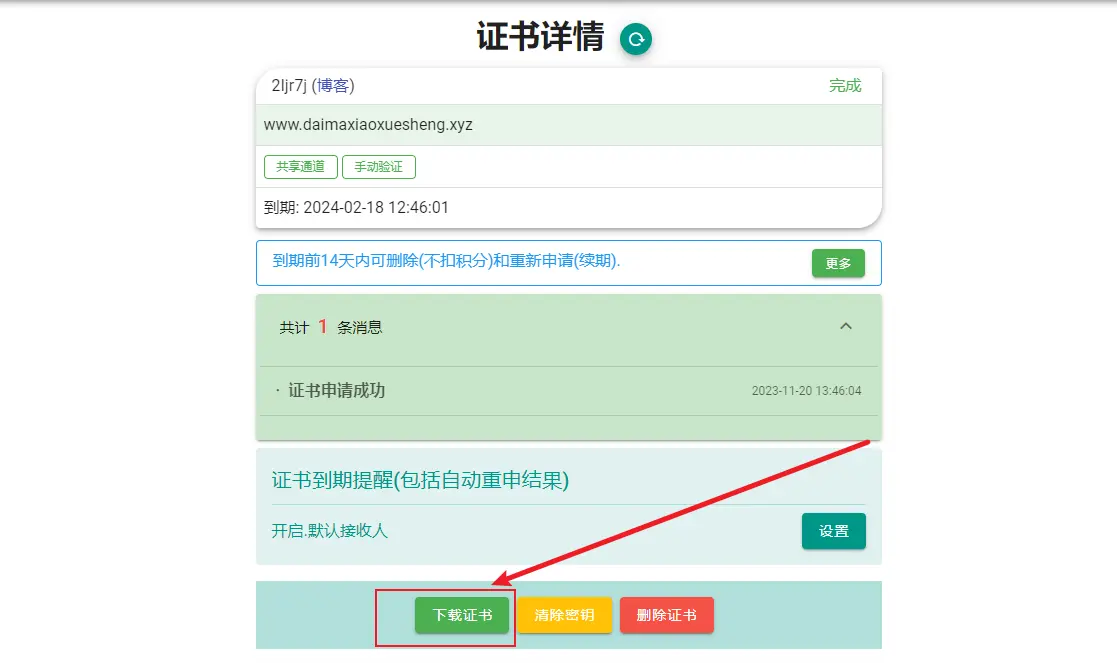 证书详情
2ljr7j (博客) 完成
www.daimaxiaoxuesheng.xyz
共享通道 手动验证
到期: 2024-02-18 12:46:01
到期前14天内可删除(不扣积分)和重新申请(续期). 更多
共计 1 条消息
· 证书申请成功 2023-11-20 13:46:04
证书到期提醒(包括自动重申结果)
开启.默认接收人 设置
下载证书 清除密钥 删除证书